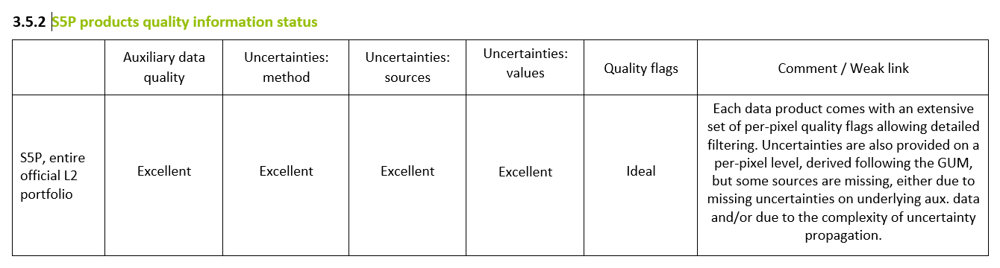 3.5.2 S5P products quality information status
Auxiliary data
quality
Uncertainties:
method
Uncertainties:
sources
Uncertainties:
values
Quality flags
Comment / Weak link
S5P, entire
official L2
portfolio
Excellent
Excellent
Excellent
Excellent
Ideal
Each data product comes with an extensive
set of per-pixel quality flags allowing detailed
filtering. Uncertainties are also provided on a
per-pixel level, derived following the GUM,
but some sources are missing, either due to
missing uncertainties on underlying aux. data
and/or due to the complexity of uncertainty
propagation.